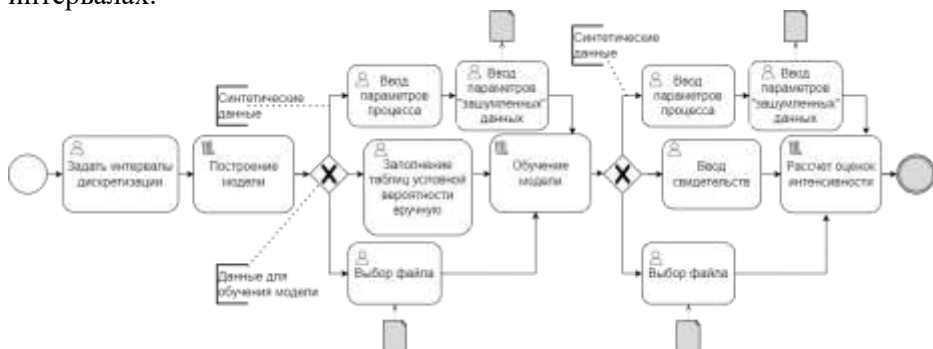 интервалах.
Синтетические
данные
Ввод
параметров
процесса
Ввод
параметров
"зашумленных"
данных
Синтетические
данные
Ввод
параметров
процесса
Ввод
параметров
"зашумленных"
данных
Задать интервалы
дискретизации
Построение
модели
Заполнение
таблиц условной
вероятности
вручную
Обучение
модели
Ввод
свидетельств
Рассчет оценок
интенсивности
Данные для
обучения модели
Выбор файла
Выбор файла